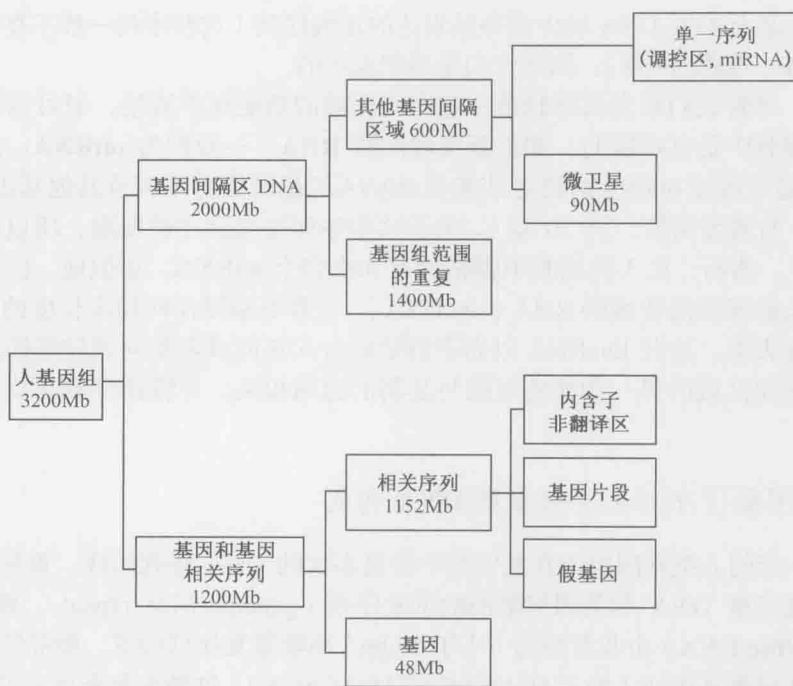 单一序列
(调控区,miRNA)
其他基因间隔
区域 600Mb
微卫星
90Mb
基因间隔区 DNA
2000Mb
基因组范围
的重复
1400Mb
人基因组
3200Mb
内含子
非翻译区
相关序列
1152Mb
基因片段
基因和基因
相关序列
1200Mb
假基因
基因
48Mb